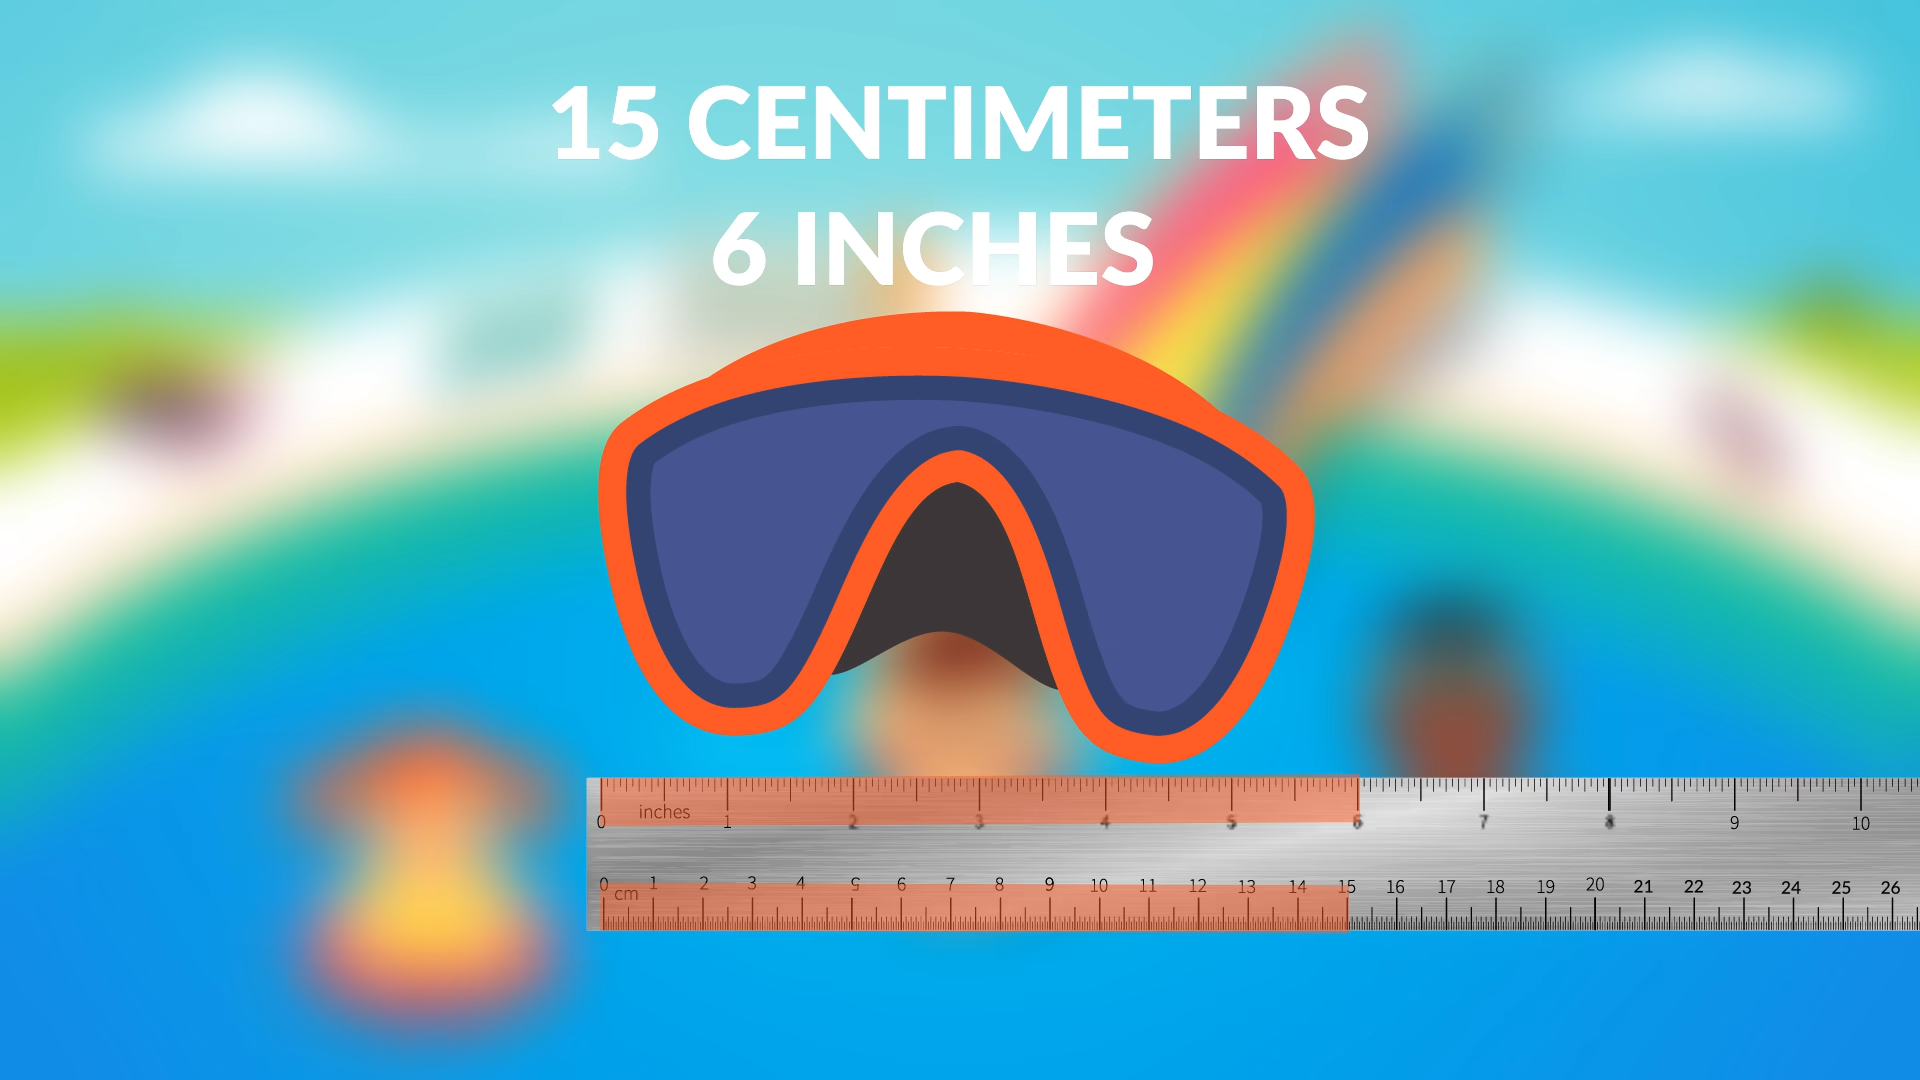 15 CENTIMETERS
6 INCHES
inches
0 1 2 3 4 5 6 7 8 9 10
0 1 2 3 4 5 6 7 8 9 10 11 12 13 14 15 16 17 18 19 20 21 22 23 24 25 26
cm